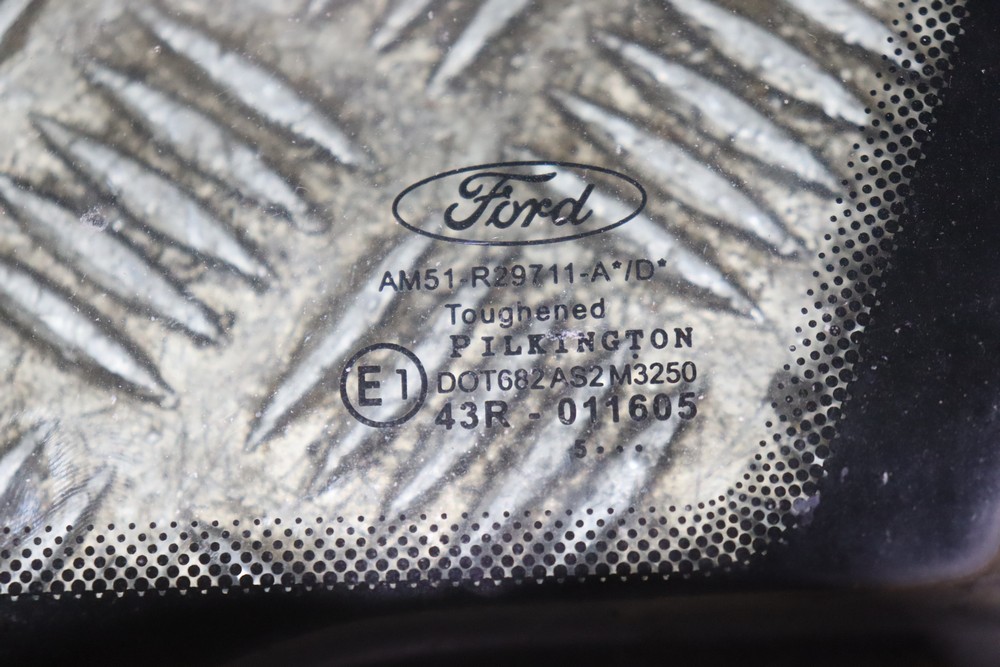 Ford
AM51-R29711-A*/D*
Toughened
PILKINGTON
E1 DOT682 AS2 M3250
43R - 011605
5 · · ·